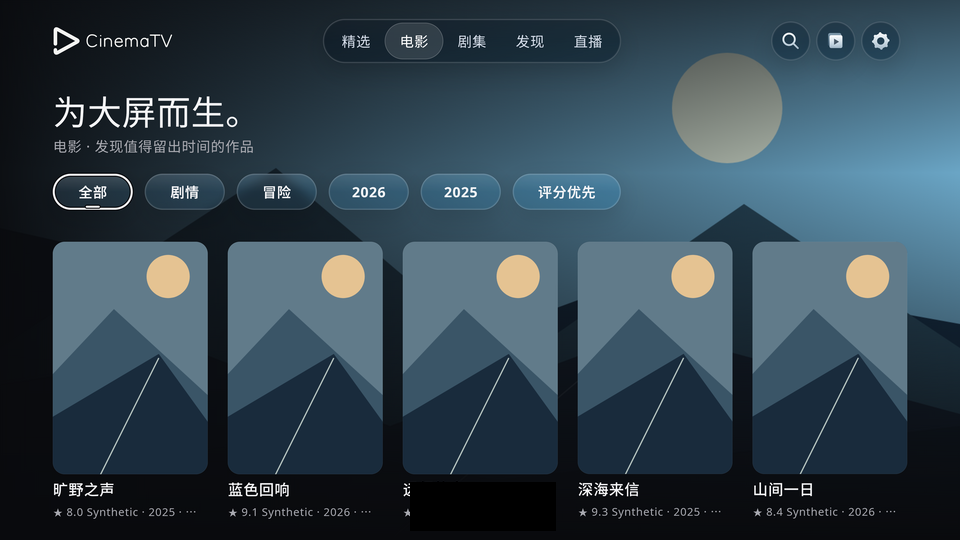 CinemaTV
精选
电影
剧集
发现
直播
为大屏而生。
电影 · 发现值得留出时间的作品
全部
剧情
冒险
2026
2025
评分优先
旷野之声
蓝色回响
深海来信
山间一日
★ 8.0 Synthetic · 2025 · ···
★ 9.1 Synthetic · 2026 · ···
★
★ 9.3 Synthetic · 2025 · ···
★ 8.4 Synthetic · 2026 · ···